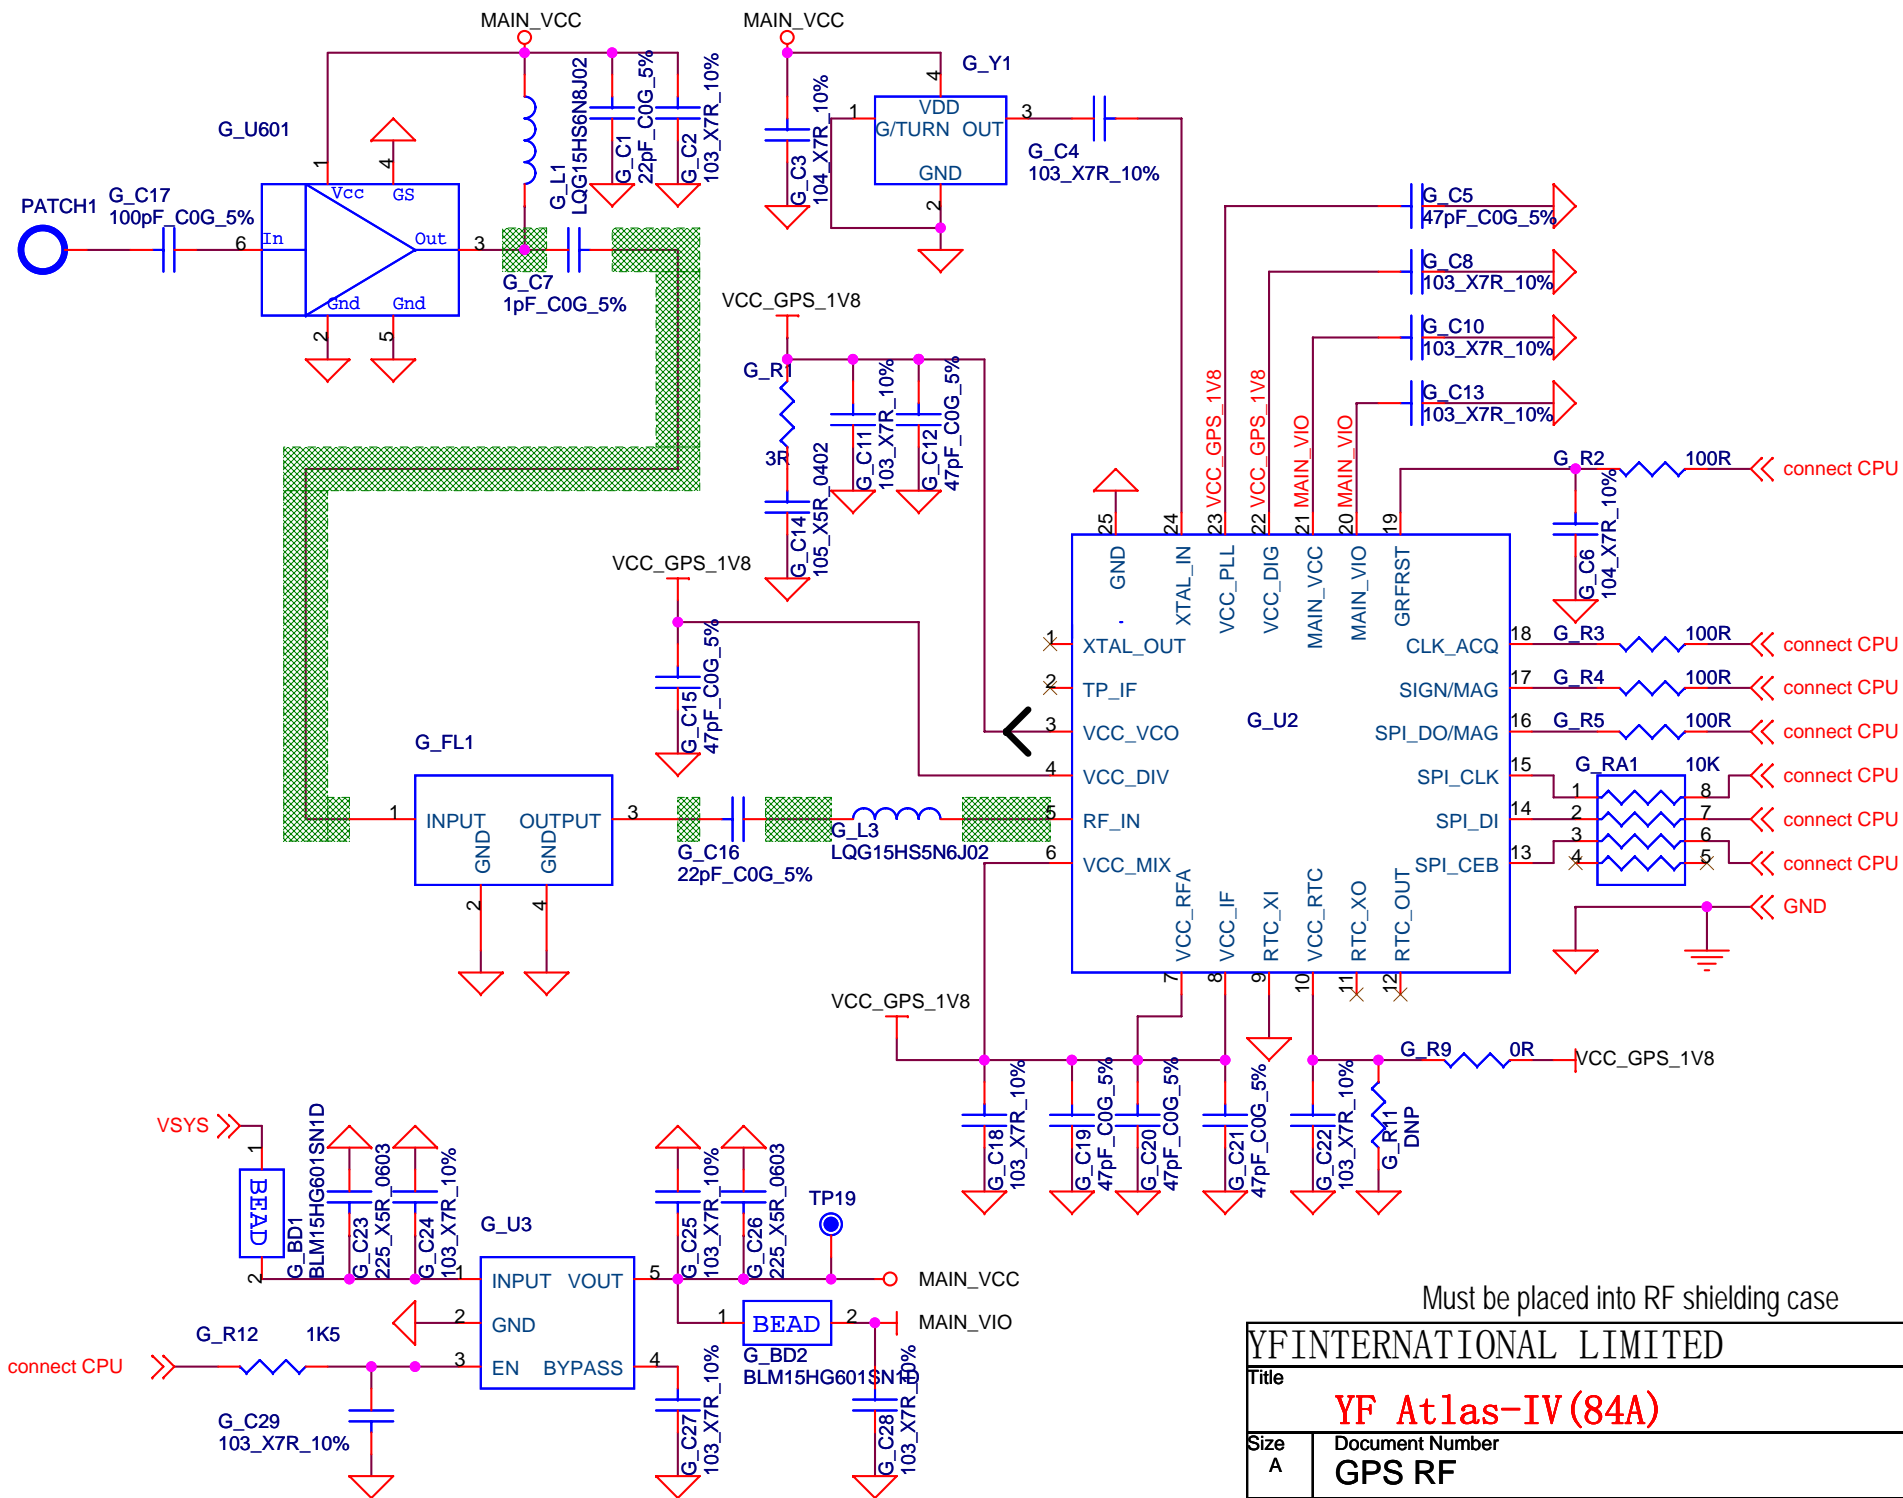 MAIN_VCC
MAIN_VCC
G_Y1
G_U601
G_L1
LQG15HS6N8J02
G_C1
22pF_C0G_5%
G_C2
103_X7R_10%
G_C3
104_X7R_10%
1
4
VDD
G/TURN OUT
3
GND
2
G_C4
103_X7R_10%
PATCH1
G_C17
100pF_C0G_5%
1
4
Vcc
GS
6
In
Out
3
Gnd
Gnd
2
5
G_C7
1pF_C0G_5%
G_C5
47pF_C0G_5%
G_C8
103_X7R_10%
G_C10
103_X7R_10%
G_C13
103_X7R_10%
VCC_GPS_1V8
G_R1
3R
G_C11
103_X7R_10%
G_C12
47pF_C0G_5%
G_C14
105_X5R_0402
VCC_GPS_1V8
VCC_GPS_1V8
MAIN_VIO
MAIN_VIO
G_R2
100R
connect CPU
G_C6
104_X7R_10%
VCC_GPS_1V8
G_C15
47pF_C0G_5%
25
24
23
22
21
20
19
GND
XTAL_IN
VCC_PLL
VCC_DIG
MAIN_VCC
MAIN_VIO
GRFRST
1
XTAL_OUT
2
TP_IF
3
VCC_VCO
4
VCC_DIV
5
RF_IN
6
VCC_MIX
G_U2
CLK_ACQ
18
G_R3
100R
connect CPU
SIGN/MAG
17
G_R4
100R
connect CPU
SPI_DO/MAG
16
G_R5
100R
connect CPU
SPI_CLK
15
G_RA1
10K
connect CPU
SPI_DI
14
connect CPU
SPI_CEB
13
connect CPU
1
2
3
4
8
7
6
5
GND
VCC_RFA
VCC_IF
RTC_XI
VCC_RTC
RTC_XO
RTC_OUT
7
8
9
10
11
12
G_FL1
1
INPUT
OUTPUT
3
GND
GND
2
4
G_C16
22pF_C0G_5%
G_L3
LQG15HS5N6J02
VCC_GPS_1V8
G_C18
103_X7R_10%
G_C19
47pF_C0G_5%
G_C20
47pF_C0G_5%
G_C21
47pF_C0G_5%
G_C22
103_X7R_10%
G_R9
0R
VCC_GPS_1V8
G_R11
DNP
VSYS
1
BEAD
2
G_BD1
BLM15HG601SN1D
G_C23
225_X5R_0603
G_C24
103_X7R_10%
G_U3
G_C25
103_X7R_10%
G_C26
225_X5R_0603
TP19
1
INPUT
VOUT
5
MAIN_VCC
2
GND
3
EN
BYPASS
4
1
BEAD
2
MAIN_VIO
G_BD2
BLM15HG601SN1D
G_R12
1K5
connect CPU
G_C29
103_X7R_10%
G_C27
103_X7R_10%
G_C28
103_X7R_10%
Must be placed into RF shielding case
YFINTERNATIONAL LIMITED
Title
YF Atlas-IV(84A)
Size
A
Document Number
GPS RF